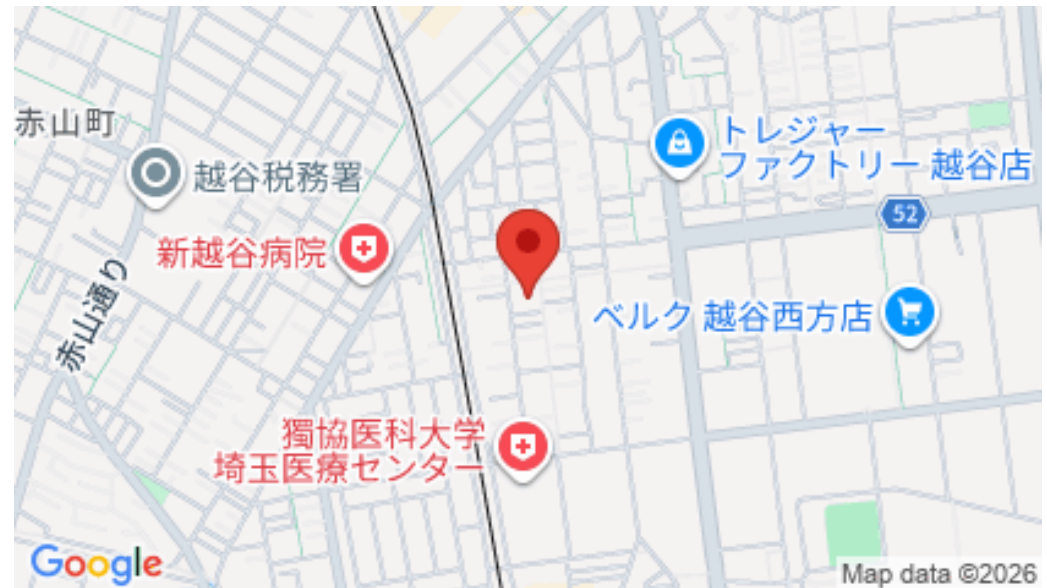 赤山町
越谷税務署
トレジャー
ファクトリー 越谷店
52
新越谷病院
赤山通り
ベルク 越谷西方店
獨協医科大学
埼玉医療センター
Google
Map data ©2026